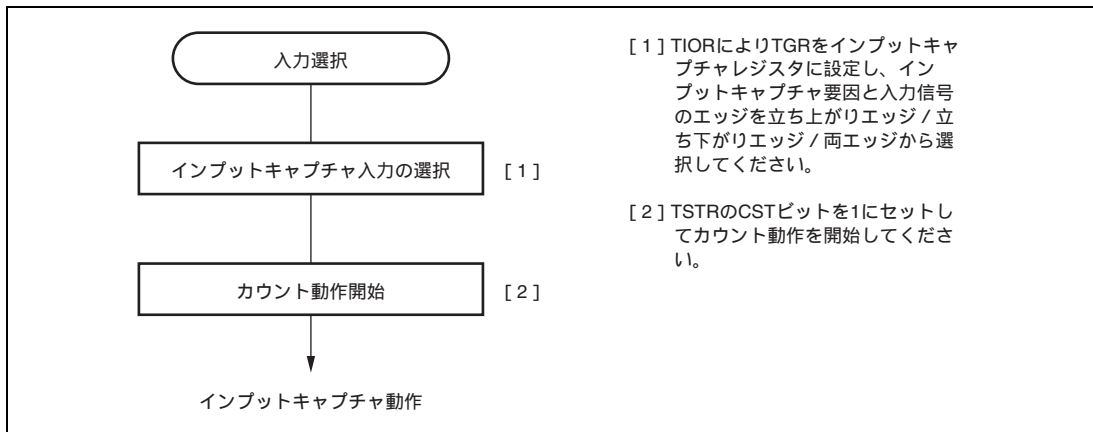 入力選択
インプットキャプチャ入力の選択 [ 1 ]
カウント動作開始 [ 2 ]
インプットキャプチャ動作
[ 1 ] TIORによりTGRをインプットキャ
プチャレジスタに設定し、イン
プットキャプチャ要因と入力信号
のエッジを立ち上がりエッジ / 立
ち下がりエッジ / 両エッジから選
択してください。
[ 2 ] TSTRのCSTビットを1にセットし
てカウント動作を開始してくださ
い。